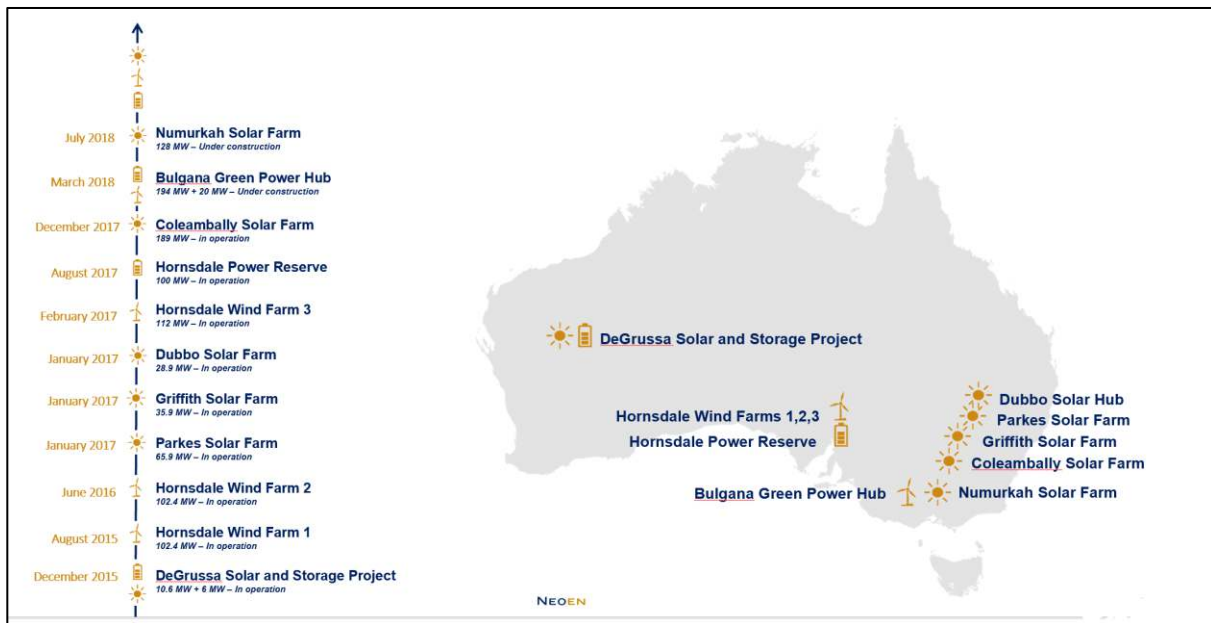 July 2018
Numurkah Solar Farm
128 MW – Under construction
March 2018
Bulgana Green Power Hub
194 MW + 20 MW – Under construction
December 2017
Coleambally Solar Farm
189 MW – in operation
August 2017
Hornsdale Power Reserve
100 MW – In operation
February 2017
Hornsdale Wind Farm 3
112 MW – In operation
January 2017
Dubbo Solar Farm
28.9 MW – In operation
January 2017
Griffith Solar Farm
35.9 MW – In operation
January 2017
Parkes Solar Farm
65.9 MW – In operation
June 2016
Hornsdale Wind Farm 2
102.4 MW – In operation
August 2015
Hornsdale Wind Farm 1
102.4 MW – In operation
December 2015
DeGrussa Solar and Storage Project
10.6 MW + 6 MW – In operation
DeGrussa Solar and Storage Project
Hornsdale Wind Farms 1,2,3
Hornsdale Power Reserve
Bulgana Green Power Hub
Dubbo Solar Hub
Parkes Solar Farm
Griffith Solar Farm
Coleambally Solar Farm
Numurkah Solar Farm
NEOEN